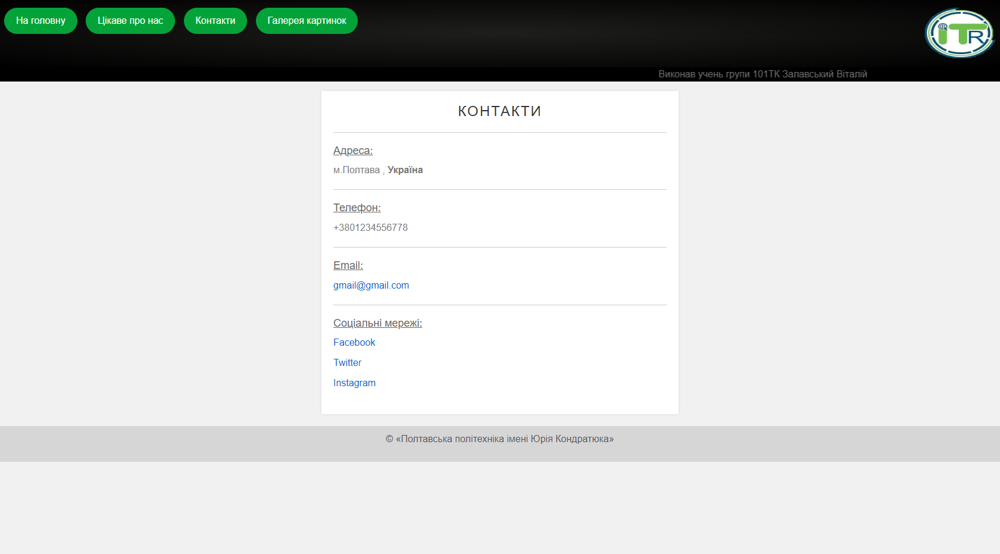 На головну
Цікаве про нас
Контакти
Галерея картинок
iTR
Виконав учень групи 101ТК Залавський Віталій
КОНТАКТИ
Адреса:
м.Полтава , Україна
Телефон:
+3801234556778
Email:
gmail@gmail.com
Соціальні мережі:
Facebook
Twitter
Instagram
© «Полтавська політехніка імені Юрія Кондратюка»